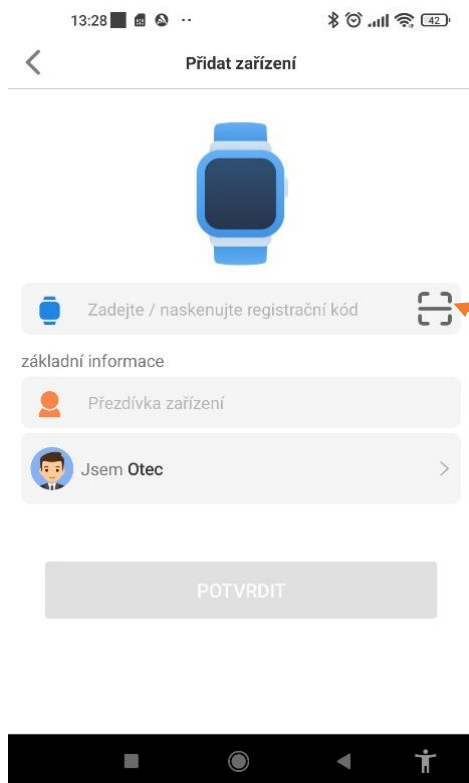 13:28
42
Přidat zařízení
Zadejte / naskenujte registrační kód
základní informace
Přezdívka zařízení
Jsem Otec
POTVRDIT